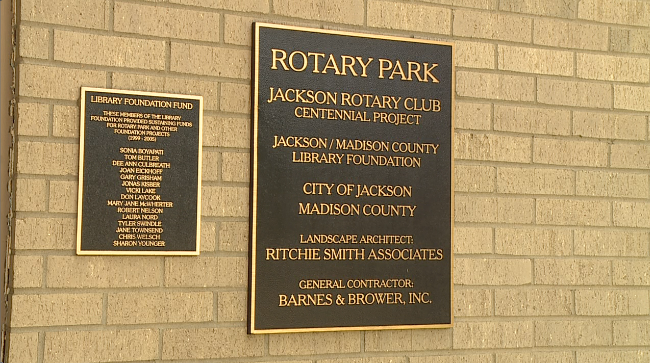 LIBRARY FOUNDATION FUND
THESE MEMBERS OF THE LIBRARY
FOUNDATION PROVIDED SUSTAINING FUNDS
FOR ROTARY PARK AND OTHER
FOUNDATION PROJECTS
(1999 - 2005)
SONIA BOYAPATI
TOM BUTLER
DEE ANN CULBREATH
JOAN EICKHOFF
GARY GRISHAM
JONAS KISBER
VICKI LAKE
DON LAYCOOK
MARY JANE McWHERTER
ROBERT NELSON
LAURA NORD
TYLER SWINDLE
JANE TOWNSEND
CHRIS WELSCH
SHARON YOUNGER
ROTARY PARK
JACKSON ROTARY CLUB
CENTENNIAL PROJECT
JACKSON / MADISON COUNTY
LIBRARY FOUNDATION
CITY OF JACKSON
MADISON COUNTY
LANDSCAPE ARCHITECT:
RITCHIE SMITH ASSOCIATES
GENERAL CONTRACTOR:
BARNES & BROWER, INC.